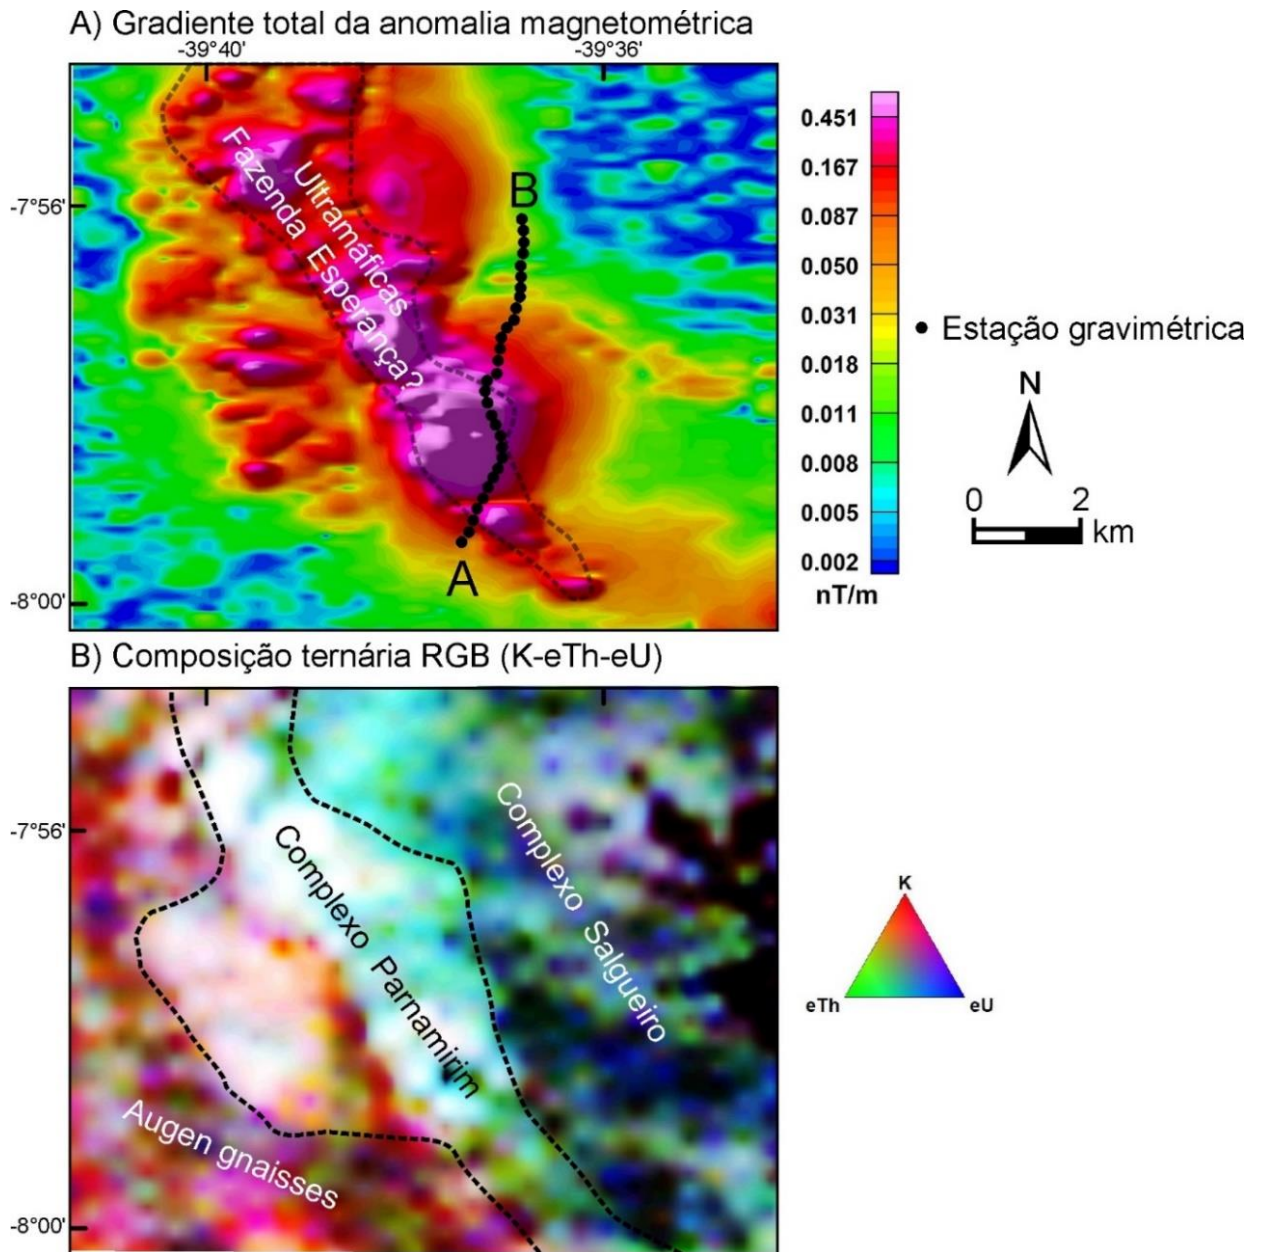 A) Gradiente total da anomalia magnetométrica
-39°40'
-39°36'
-7°56'
-8°00'
Fazenda Esperança?
Ultramáficas
B
A
0.451
0.167
0.087
0.050
0.031
0.018
0.011
0.008
0.005
0.002
nT/m
Estação gravimétrica
N
0 2
km
B) Composição ternária RGB (K-eTh-eU)
-7°56'
-8°00'
Complexo Parnamirim
Complexo Salgueiro
Augen gnaisses
K
eTh
eU